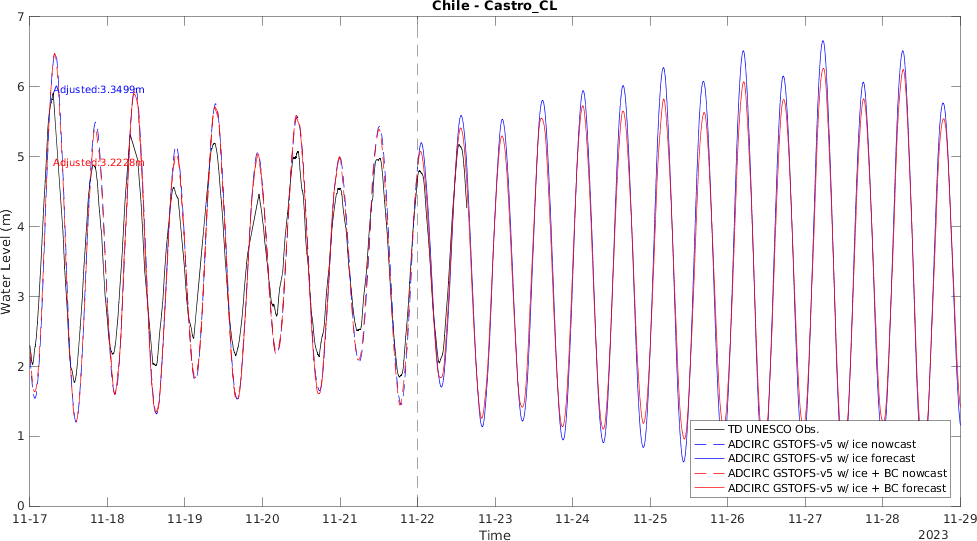 Chile - Castro_CL
7
6
5
4
3
2
1
0
Water Level (m)
Adjusted:3.3499m
Adjusted:3.2228m
TD UNESCO Obs.
ADCIRC GSTOFS-v5 w/ ice nowcast
ADCIRC GSTOFS-v5 w/ ice forecast
ADCIRC GSTOFS-v5 w/ ice + BC nowcast
ADCIRC GSTOFS-v5 w/ ice + BC forecast
11-17 11-18 11-19 11-20 11-21 11-22 11-23 11-24 11-25 11-26 11-27 11-28 11-29
Time
2023